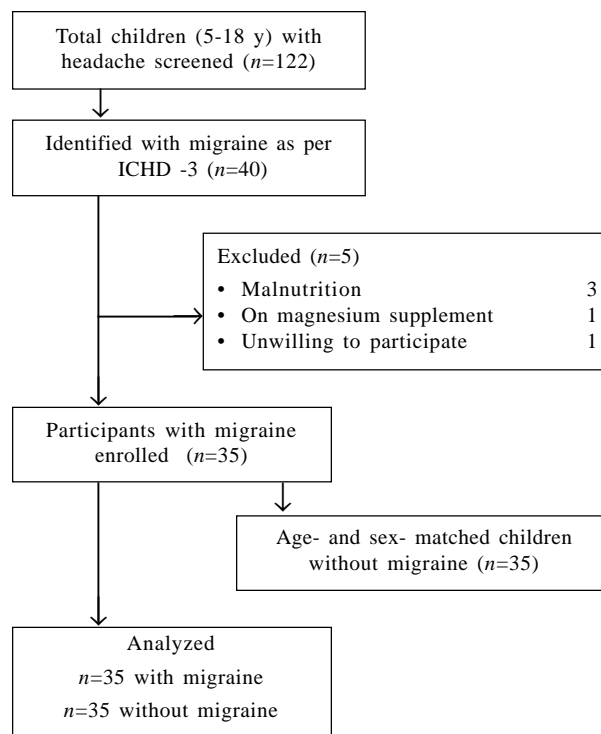 Total children (5-18 y) with
headache screened (n=122)
Identified with migraine as per
ICHD -3 (n=40)
Excluded (n=5)
• Malnutrition 3
• On magnesium supplement 1
• Unwilling to participate 1
Participants with migraine
enrolled (n=35)
Age- and sex- matched children
without migraine (n=35)
Analyzed
n=35 with migraine
n=35 without migraine